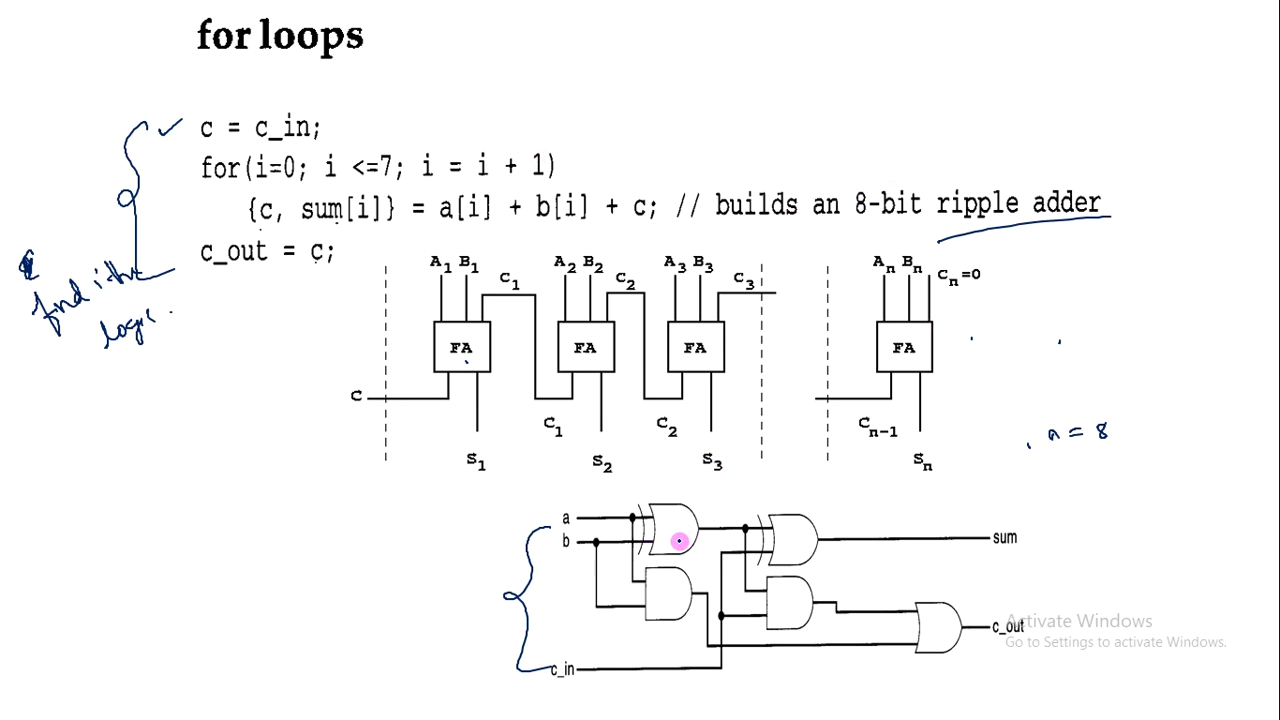 for loops
c = c_in;
for(i=0; i <=7; i = i + 1)
{c, sum[i]} = a[i] + b[i] + c; // builds an 8-bit ripple adder
c_out = c;
find ith
logic.
A1 B1 C1 A2 B2 C2 A3 B3 C3 An Bn Cn=0
FA FA FA FA
C
C1 C2 Cn-1
S1 S2 S3 Sn
n = 8
a
b
sum
c_out
c_in
Activate Windows
Go to Settings to activate Windows.